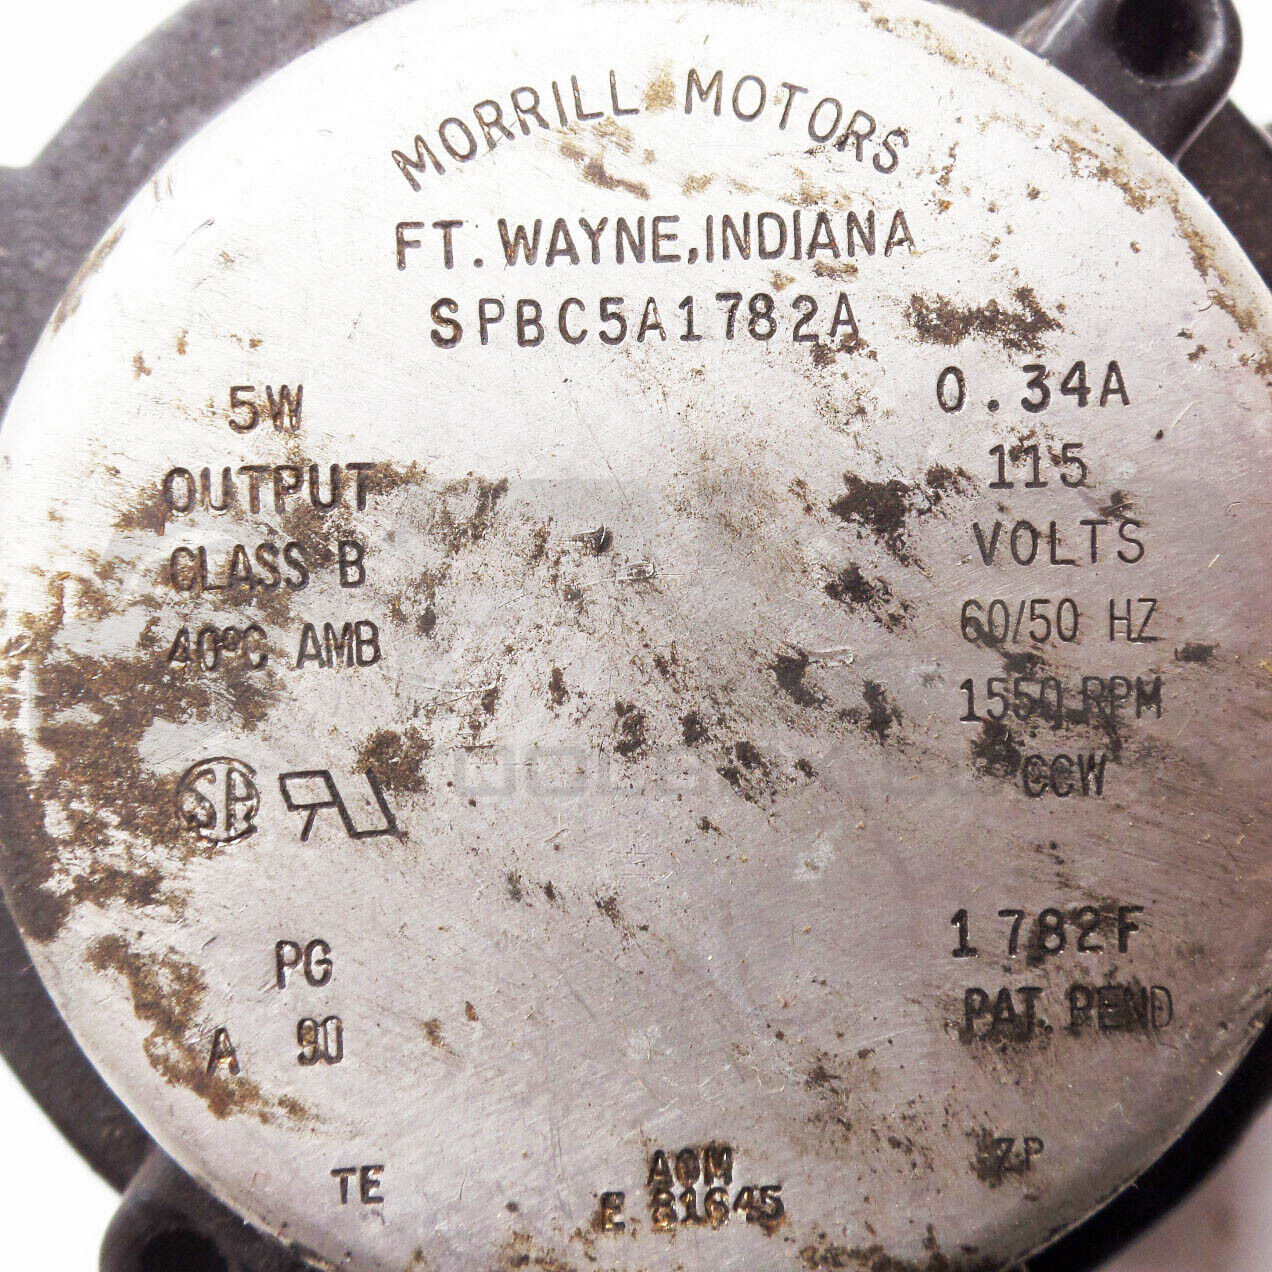 MORRILL MOTORS
FT. WAYNE, INDIANA
SPBC5A1782A
5W
OUTPUT
CLASS B
40°C AMB
0.34A
115
VOLTS
60/50 HZ
1550 RPM
CCW
PG
A 90
1782F
PAT. PEND
TE
AOM
E 81645
ZP